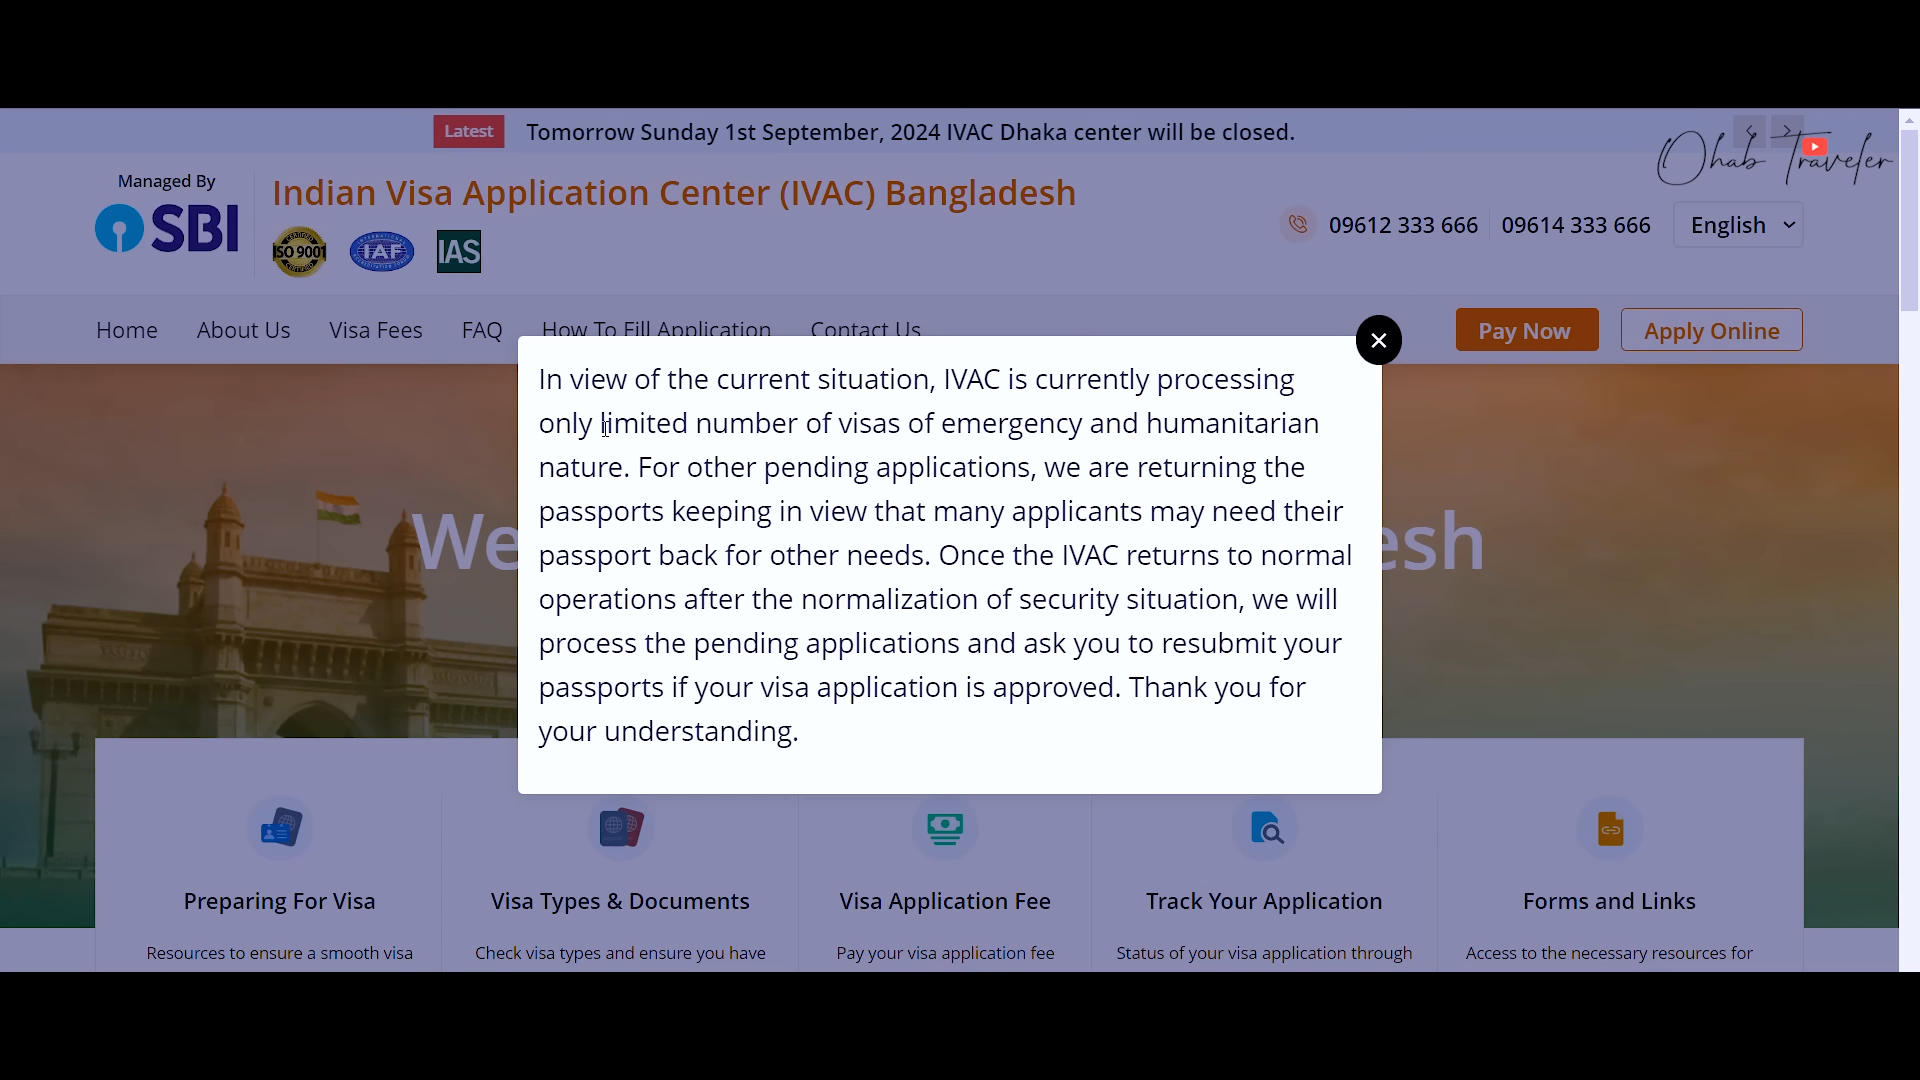 Latest Tomorrow Sunday 1st September, 2024 IVAC Dhaka center will be closed.
Ohab Traveler
Managed By
SBI
Indian Visa Application Center (IVAC) Bangladesh
ISO 9001
IAF
IAS
09612 333 666
09614 333 666
English
Home About Us Visa Fees FAQ How To Fill Application Contact Us
Pay Now
Apply Online
In view of the current situation, IVAC is currently processing
only limited number of visas of emergency and humanitarian
nature. For other pending applications, we are returning the
passports keeping in view that many applicants may need their
passport back for other needs. Once the IVAC returns to normal
operations after the normalization of security situation, we will
process the pending applications and ask you to resubmit your
passports if your visa application is approved. Thank you for
your understanding.
Preparing For Visa
Resources to ensure a smooth visa
Visa Types & Documents
Check visa types and ensure you have
Visa Application Fee
Pay your visa application fee
Track Your Application
Status of your visa application through
Forms and Links
Access to the necessary resources for